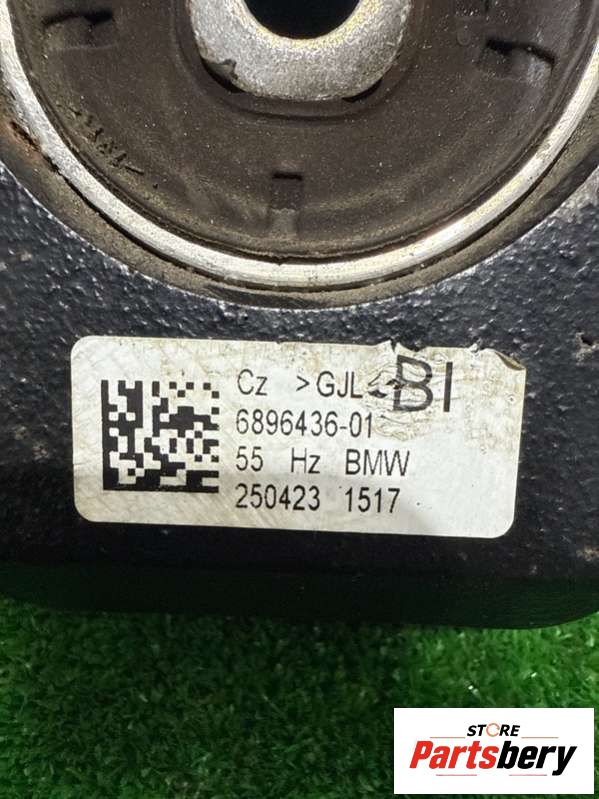 Cz >GJL< BI
6896436-01
55 Hz BMW
250423 1517
STORE
Partsbery